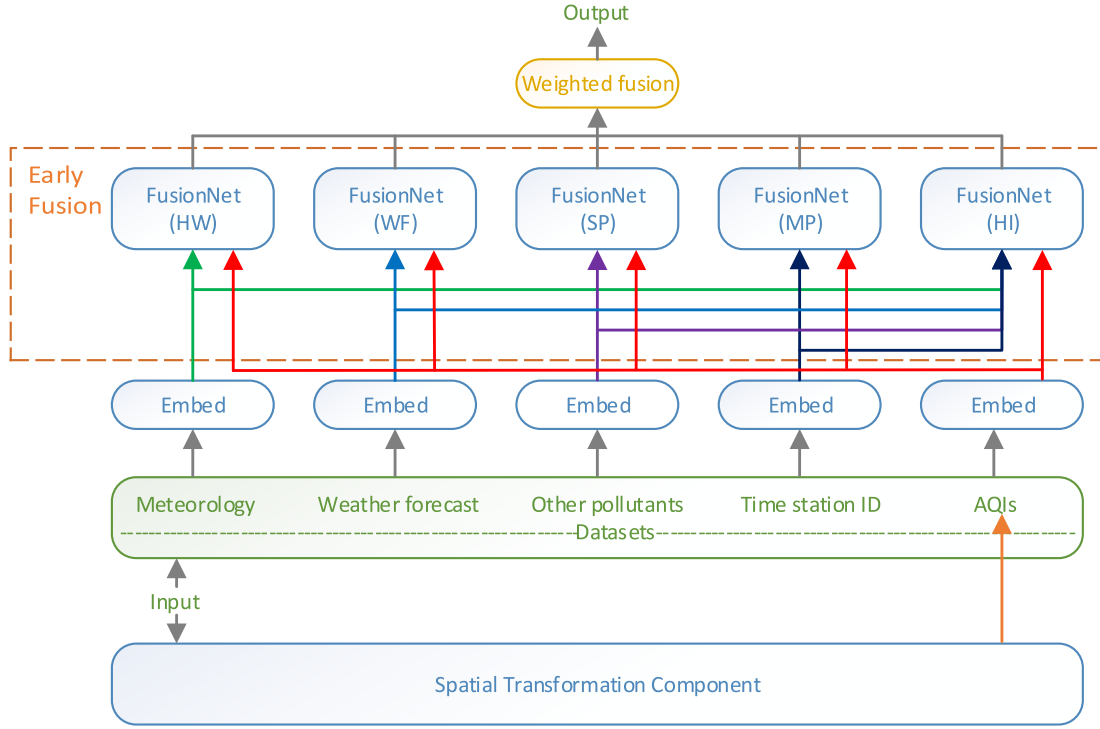 Output
Weighted fusion
Early
Fusion
FusionNet
(HW)
FusionNet
(WF)
FusionNet
(SP)
FusionNet
(MP)
FusionNet
(HI)
Embed
Embed
Embed
Embed
Embed
Meteorology
Weather forecast
Other pollutants
Time station ID
AQIs
Datasets
Input
Spatial Transformation Component